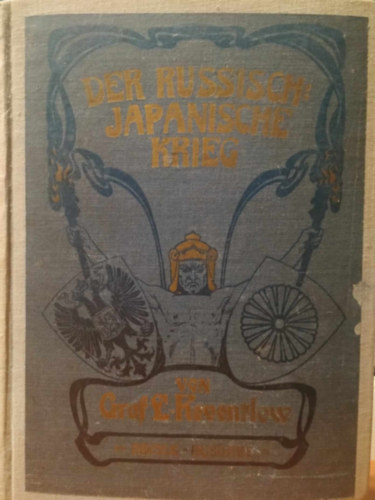 DER RUSSISCH-
JAPANISCHE
KRIEG
VON
Graf E. Reventlow